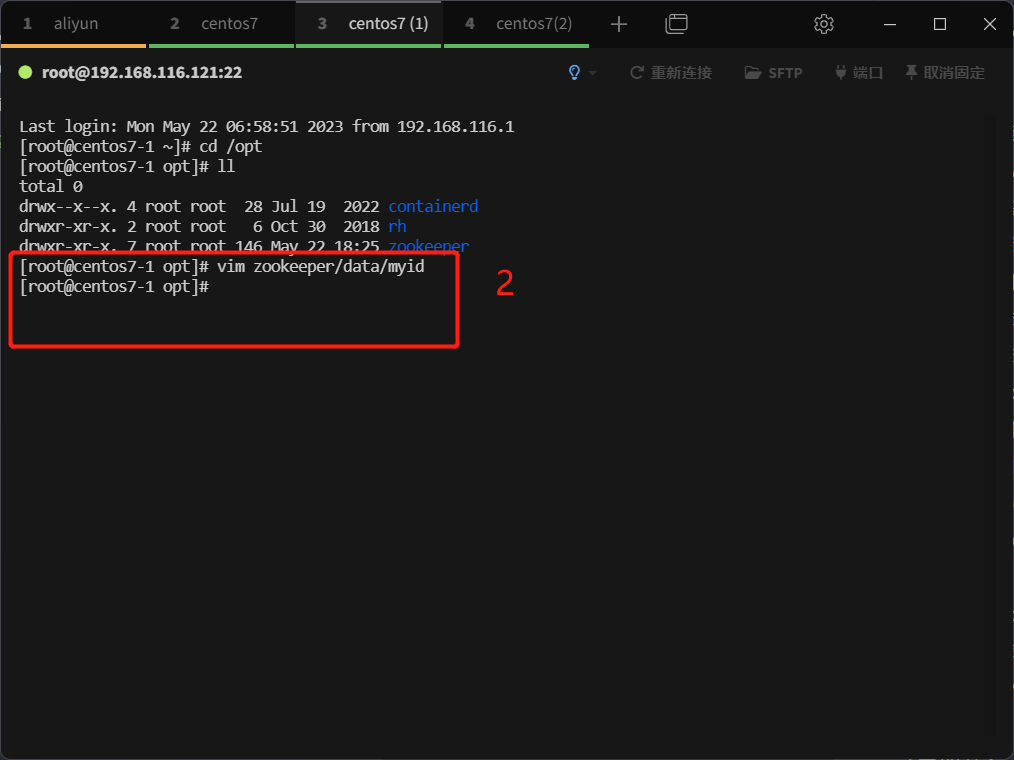 1 aliyun 2 centos7 3 centos7 (1) 4 centos7(2)
root@192.168.116.121:22 重新连接 SFTP 端口 取消固定
Last login: Mon May 22 06:58:51 2023 from 192.168.116.1
[root@centos7-1 ~]# cd /opt
[root@centos7-1 opt]# ll
total 0
drwx--x--x. 4 root root  28 Jul 19  2022 containerd
drwxr-xr-x. 2 root root   6 Oct 30  2018 rh
drwxr-xr-x. 7 root root 146 May 22 18:25 zookeeper
[root@centos7-1 opt]# vim zookeeper/data/myid
[root@centos7-1 opt]#
2